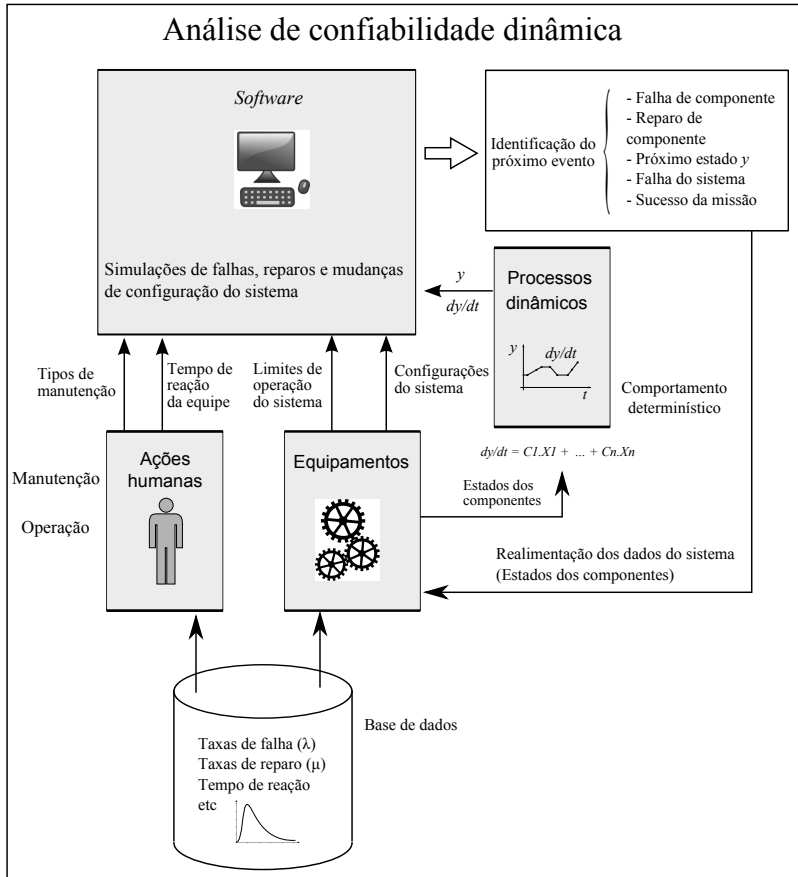 Análise de confiabilidade dinâmica
Software
Simulações de falhas, reparos e mudanças
de configuração do sistema
Identificação do
próximo evento
- Falha de componente
- Reparo de
componente
- Próximo estado y
- Falha do sistema
- Sucesso da missão
y
dy/dt
Processos
dinâmicos
y
dy/dt
t
Comportamento
determinístico
dy/dt = C1.X1 + ... + Cn.Xn
Tipos de
manutenção
Tempo de
reação
da equipe
Limites de
operação
do sistema
Configurações
do sistema
Manutenção
Operação
Ações
humanas
Equipamentos
Estados dos
componentes
Realimentação dos dados do sistema
(Estados dos componentes)
Base de dados
Taxas de falha (λ)
Taxas de reparo (μ)
Tempo de reação
etc